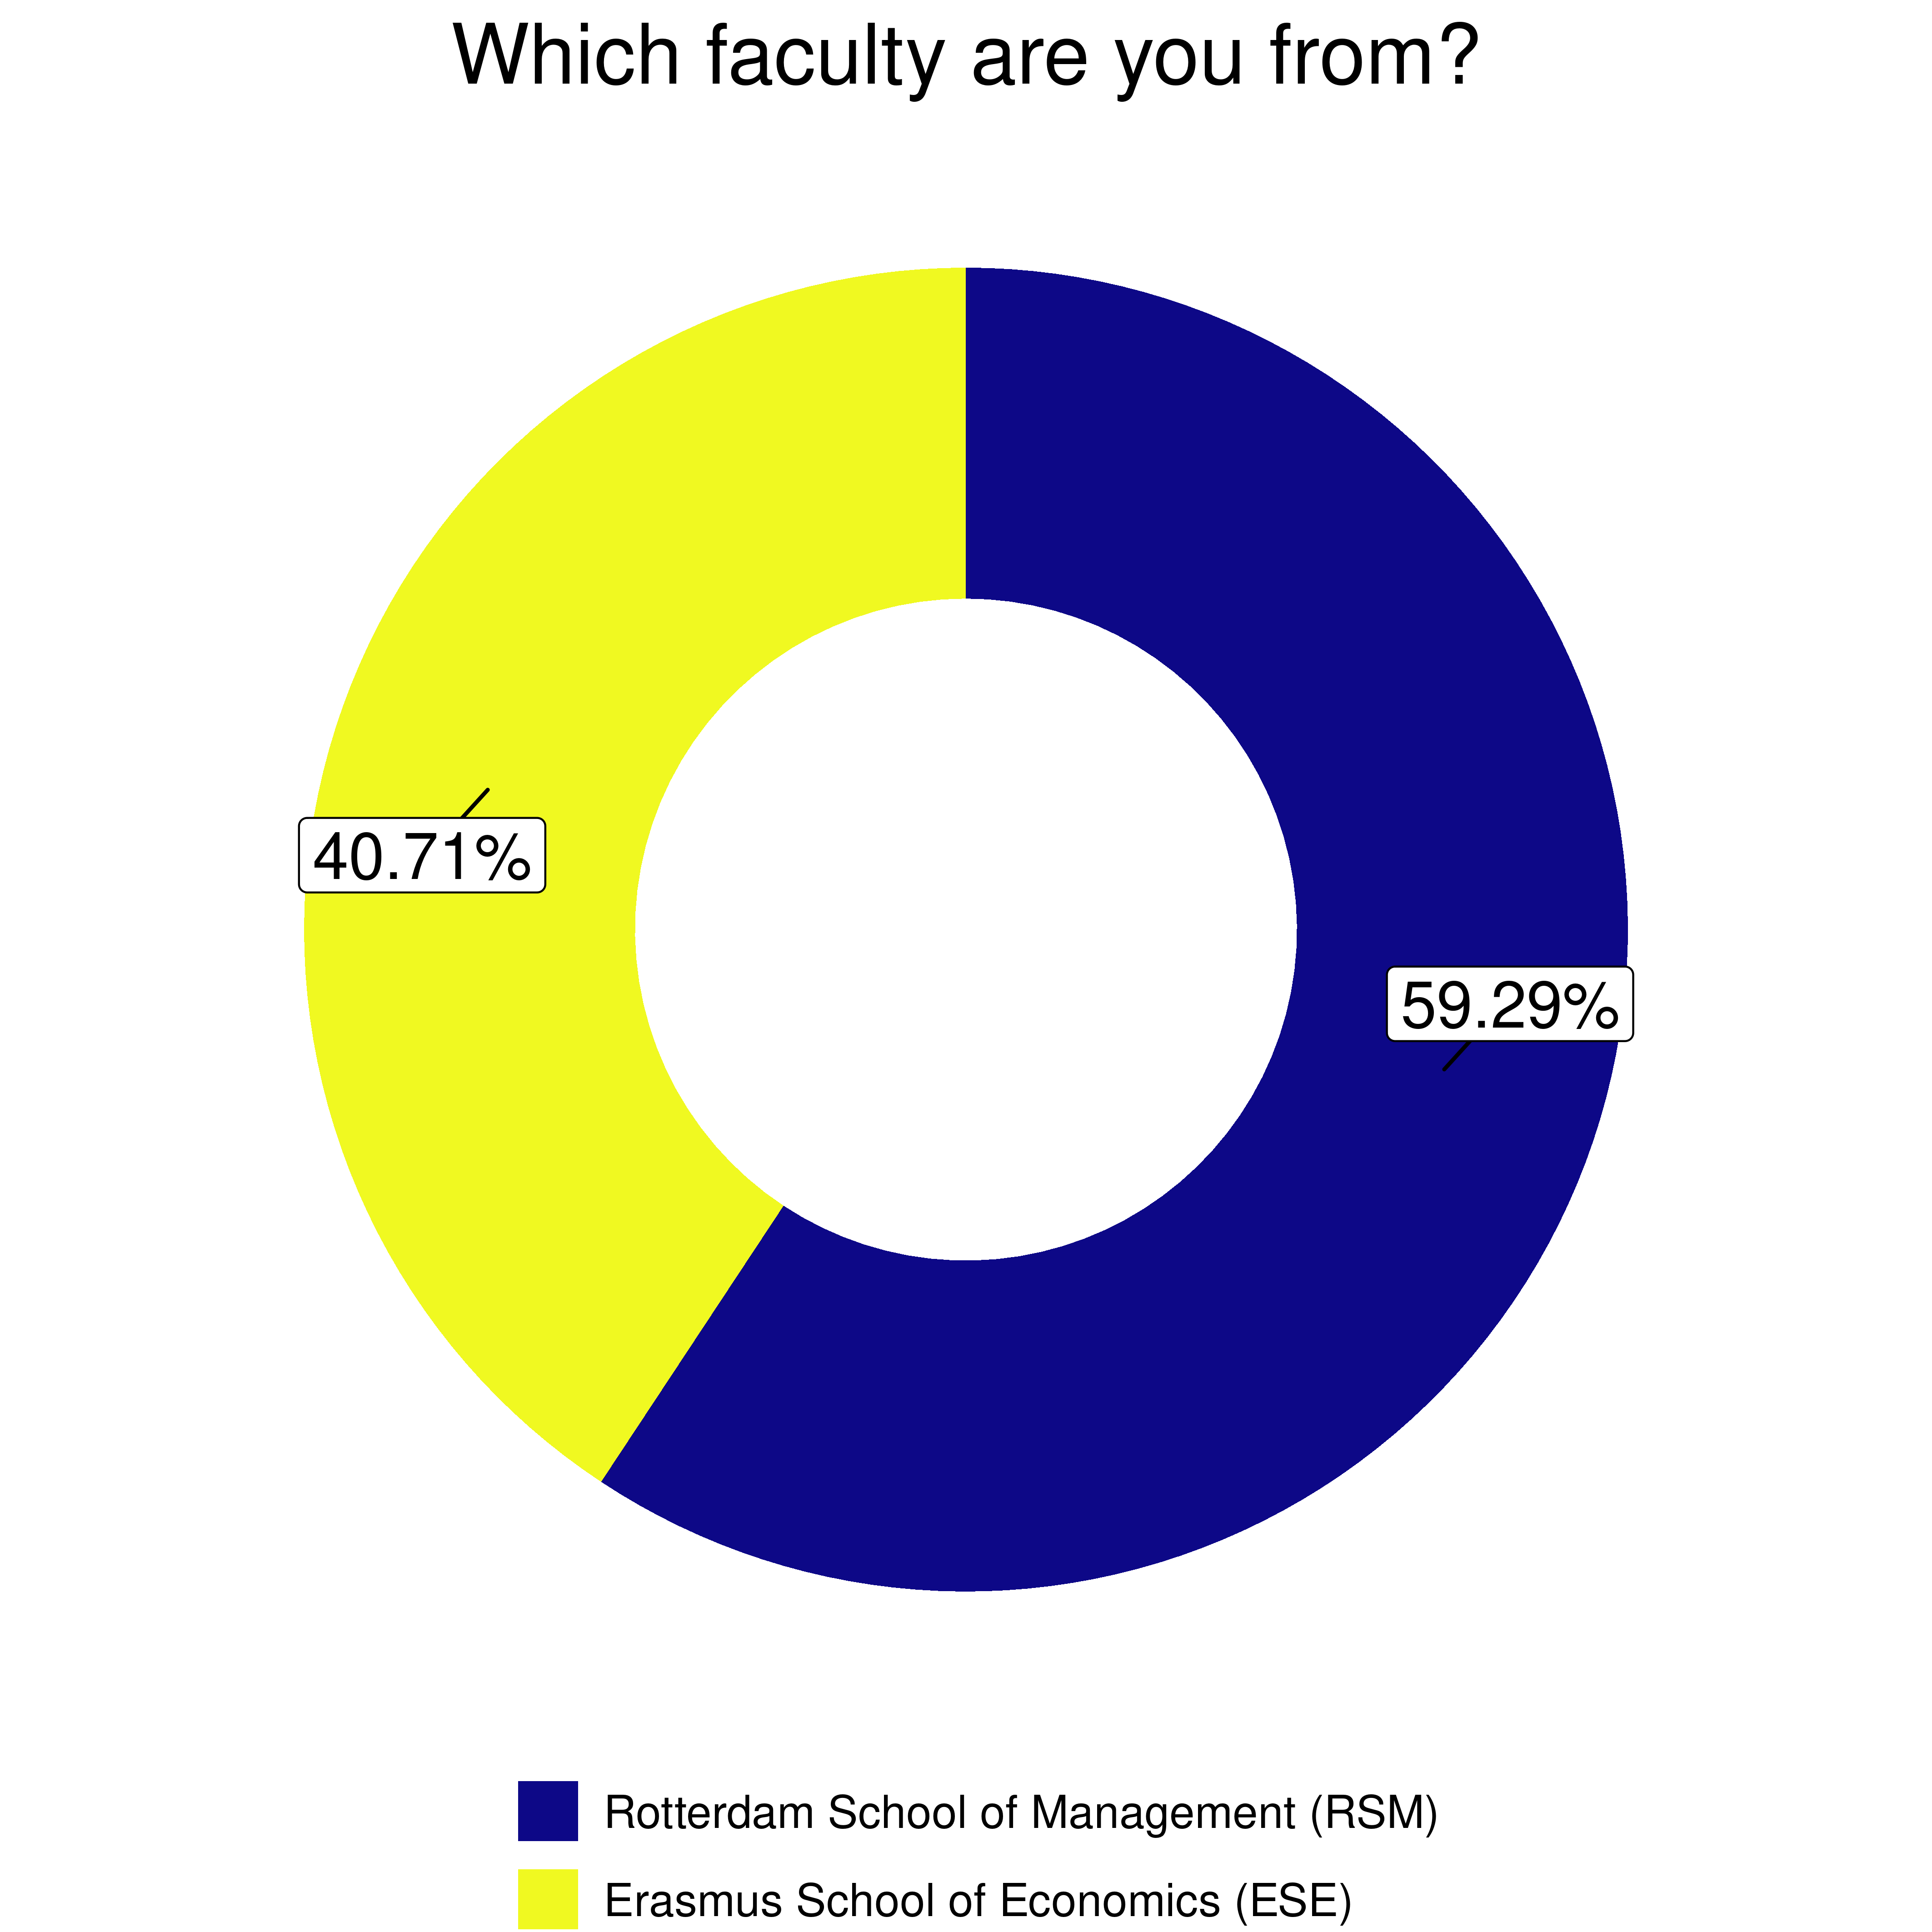 Which faculty are you from?
40.71%
59.29%
Rotterdam School of Management (RSM)
Erasmus School of Economics (ESE)